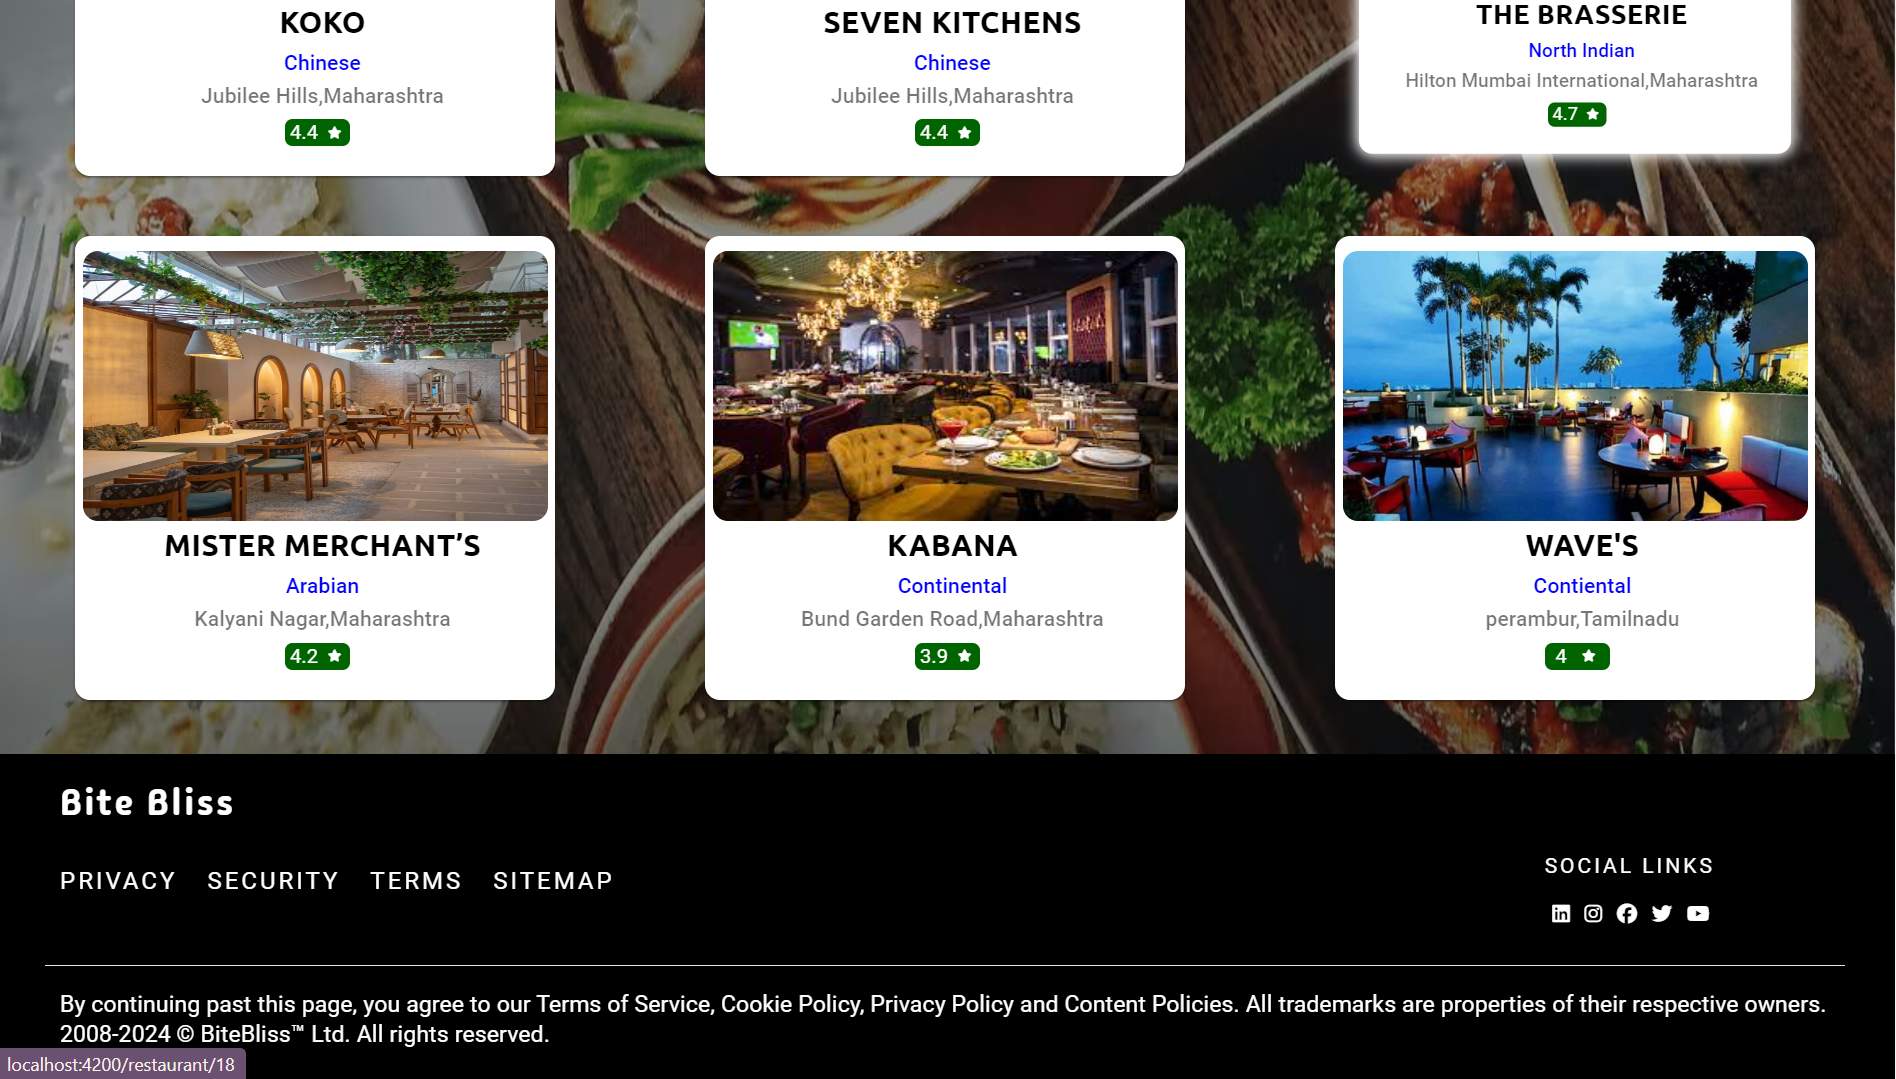 KOKO
Chinese
Jubilee Hills,Maharashtra
4.4
SEVEN KITCHENS
Chinese
Jubilee Hills,Maharashtra
4.4
THE BRASSERIE
North Indian
Hilton Mumbai International,Maharashtra
4.7
MISTER MERCHANT’S
Arabian
Kalyani Nagar,Maharashtra
4.2
KABANA
Continental
Bund Garden Road,Maharashtra
3.9
WAVE'S
Contiental
perambur,Tamilnadu
4
Bite Bliss
PRIVACY SECURITY TERMS SITEMAP
SOCIAL LINKS
By continuing past this page, you agree to our Terms of Service, Cookie Policy, Privacy Policy and Content Policies. All trademarks are properties of their respective owners.
2008-2024 © BiteBliss™ Ltd. All rights reserved.
localhost:4200/restaurant/18